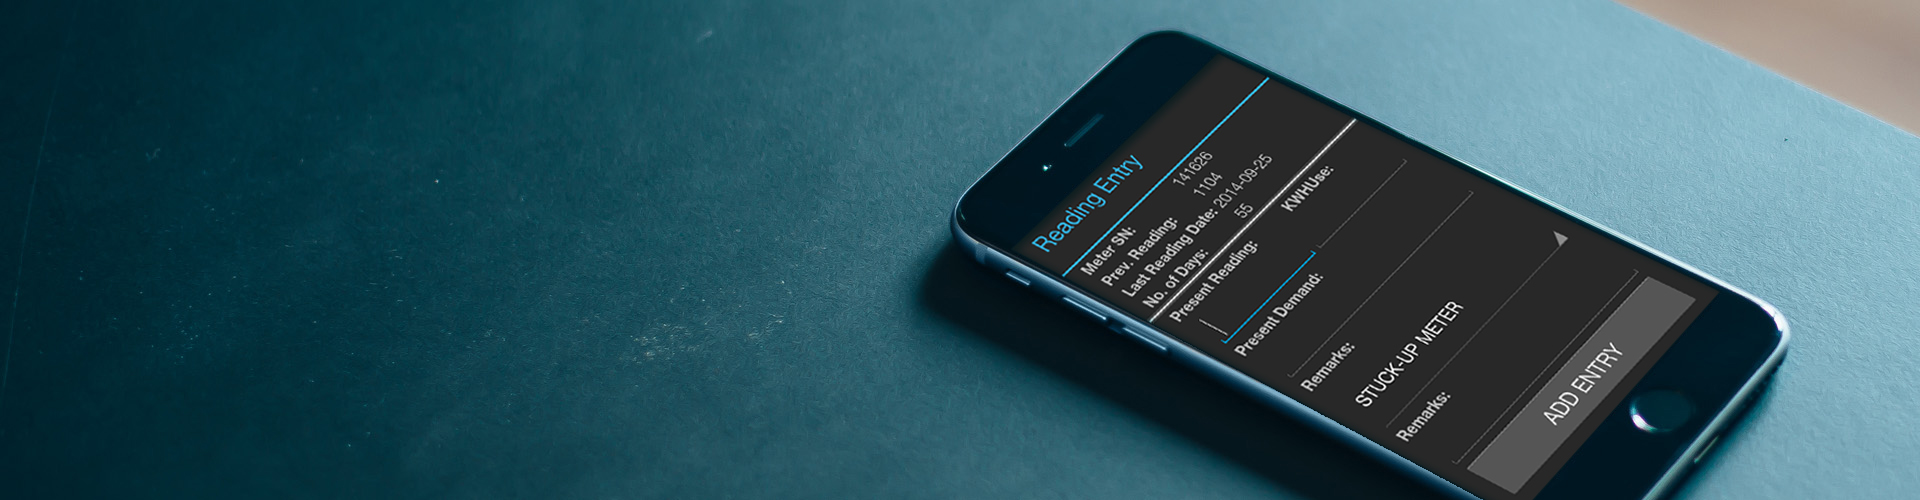 Reading Entry
Meter SN: 141626
Prev. Reading: 1104
Last Reading Date: 2014-09-25
No. of Days: 55
Present Reading: KWHUse:
Present Demand:
Remarks:
STUCK-UP METER
Remarks:
ADD ENTRY